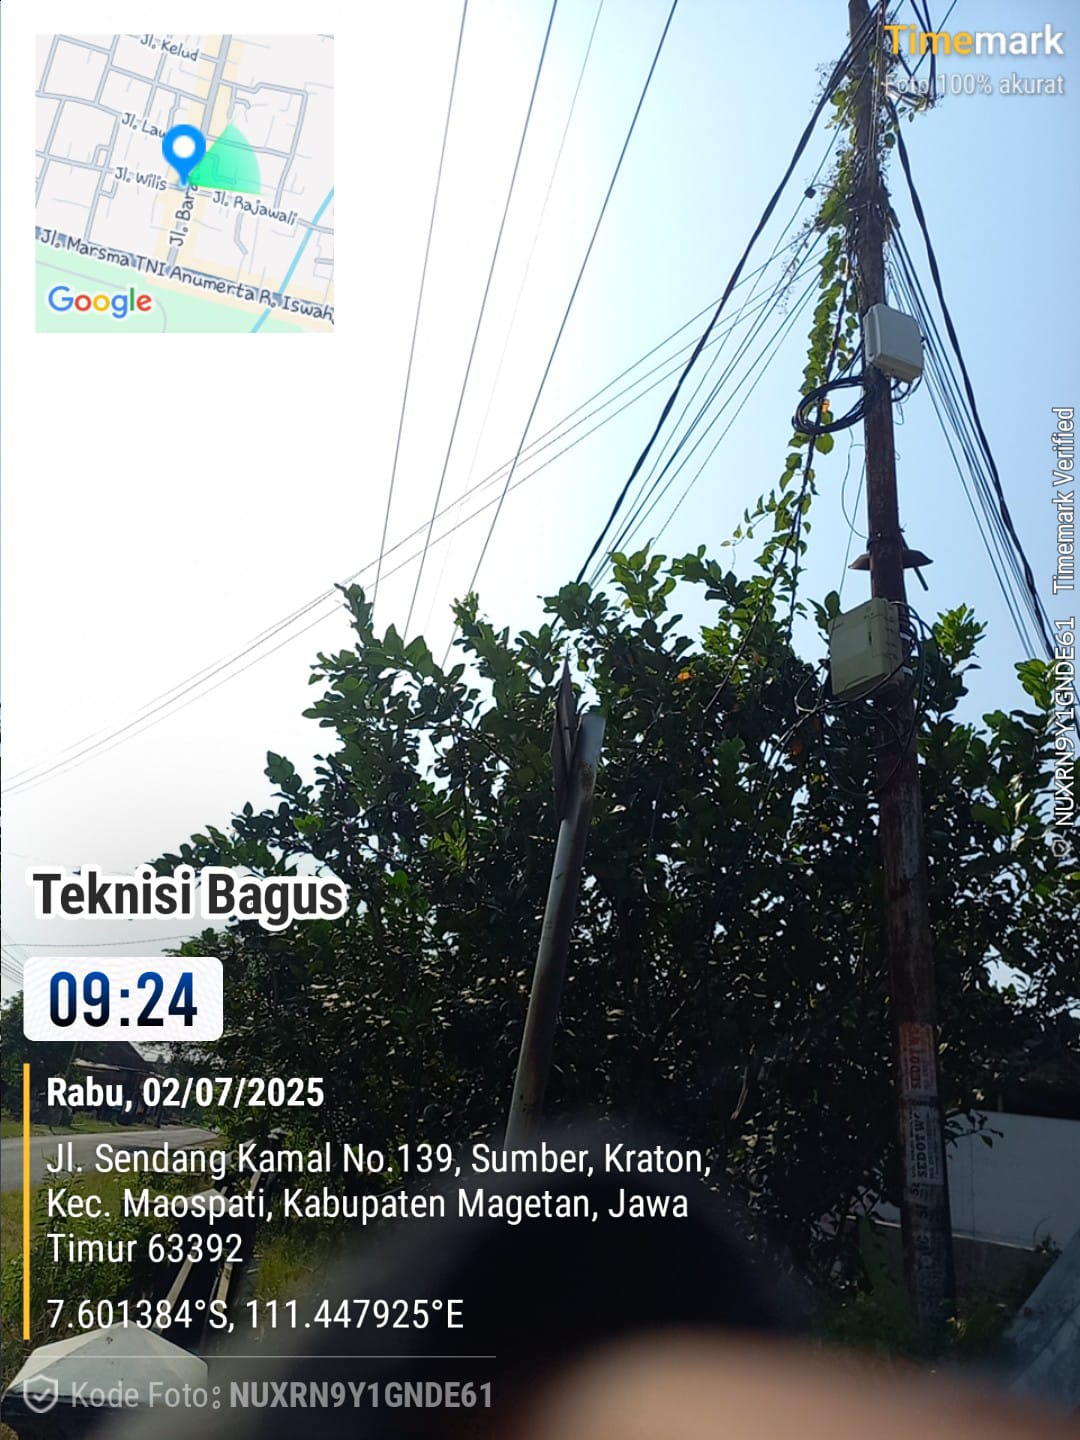 Jl. Kelud
Jl. Law
Jl. Wilis
Jl. Bara
Jl. Rajawali
Jl. Marsma TNI Anumerta R. Iswah
Google
Timemark
Foto 100% akurat
NUXRN9Y1GNDE61 Timemark Verified
Teknisi Bagus
09:24
Rabu, 02/07/2025
Jl. Sendang Kamal No.139, Sumber, Kraton,
Kec. Maospati, Kabupaten Magetan, Jawa
Timur 63392
7.601384°S, 111.447925°E
Kode Foto: NUXRN9Y1GNDE61
SEDOT W